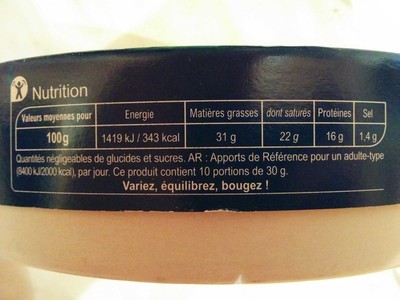 Nutrition
Valeurs moyennes pour Energie Matières grasses dont saturés Protéines Sel
100g 1419 kJ / 343 kcal 31 g 22 g 16 g 1,4 g
Quantités négligeables de glucides et sucres. AR : Apports de Référence pour un adulte-type
(8400 kJ/2000 kcal), par jour. Ce produit contient 10 portions de 30 g.
Variez, équilibrez, bougez !